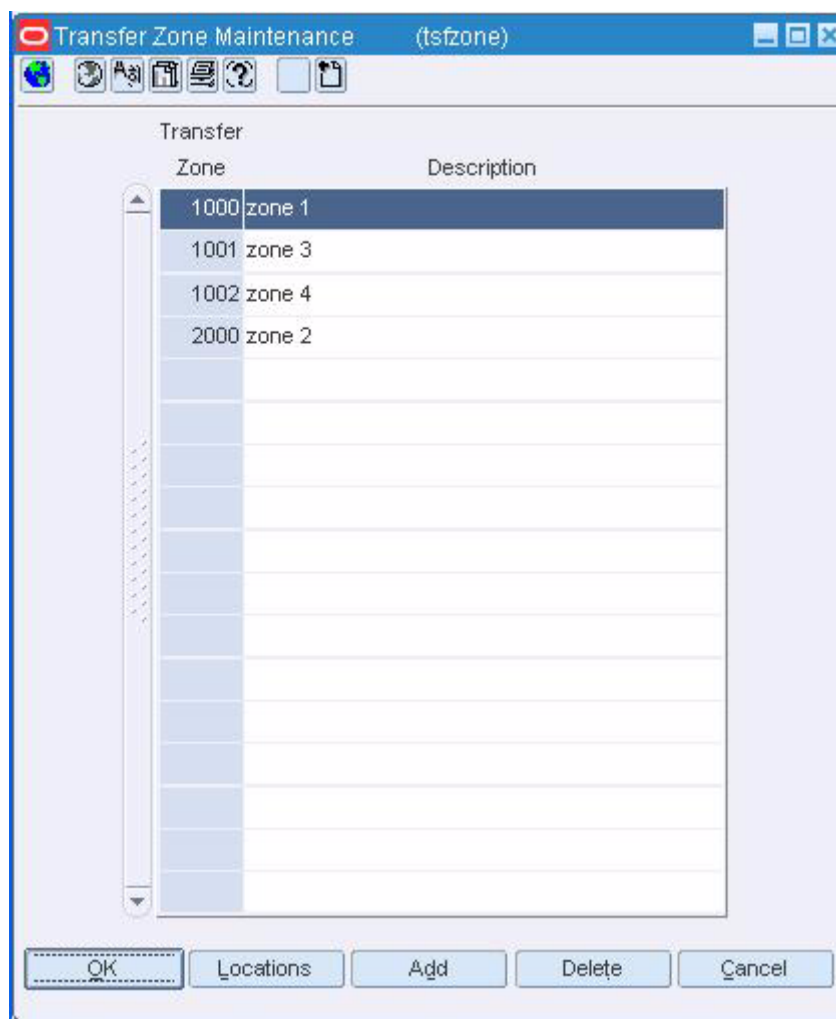 Transfer Zone Maintenance (tsfzone)
Transfer
Zone Description
1000 zone 1
1001 zone 3
1002 zone 4
2000 zone 2
OK Locations Add Delete Cancel